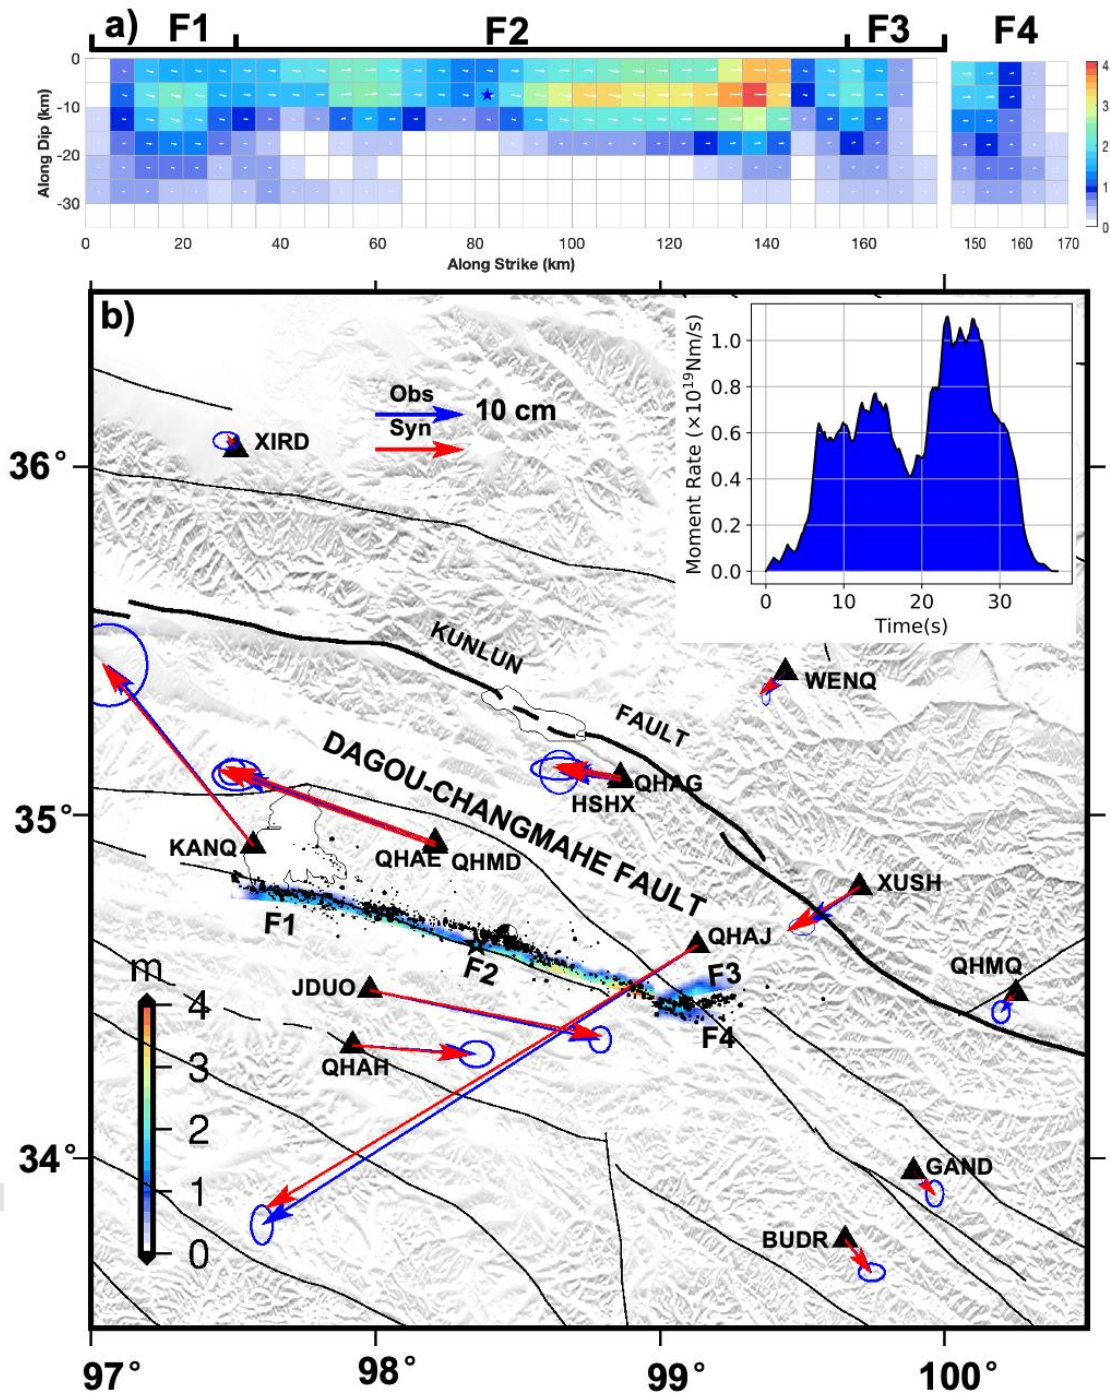 a) F1 F2 F3 F4
0
-10
-20
-30
Along Dip (km)
0 20 40 60 80 100 120 140 160
150 160 170
Along Strike (km)
4
3
2
1
0
b)
Obs
10 cm
Syn
XIRD
KUNLUN
FAULT
WENQ
DAGOU-CHANGMAHE FAULT
QHAG
HSHX
KANQ
QHAE QHMD
XUSH
QHAJ
QHMQ
F1
F2
F3
F4
JDUO
QHAH
GAND
BUDR
m
4
3
2
1
0
Moment Rate (×10¹⁹Nm/s)
1.0
0.8
0.6
0.4
0.2
0.0
0 10 20 30
Time(s)
36°
35°
34°
97° 98° 99° 100°